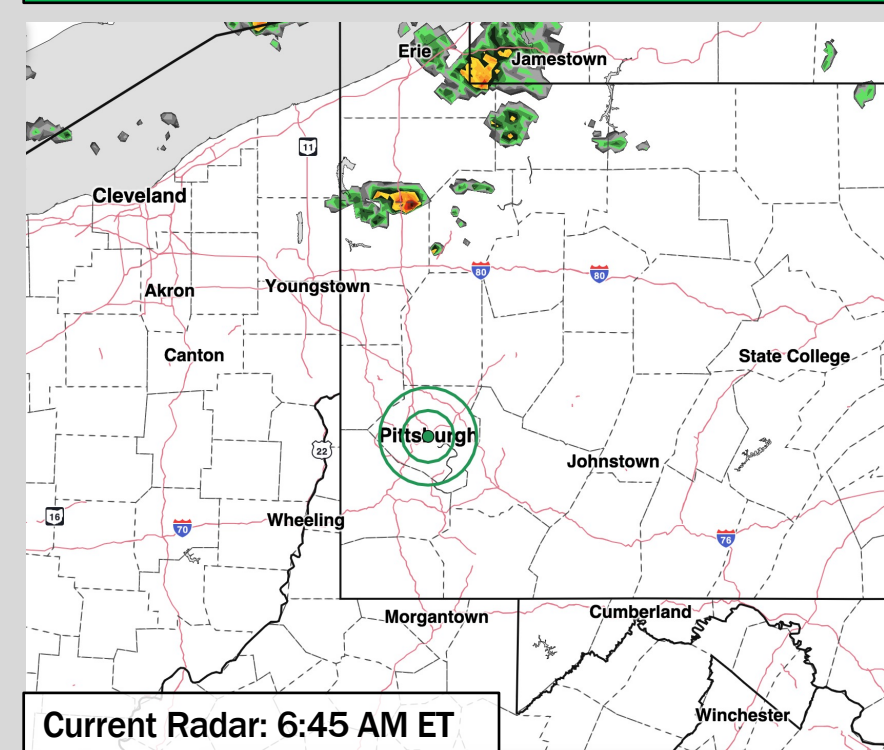 Erie
Jamestown
11
Cleveland
80
80
Akron
Youngstown
Canton
State College
Pittsburgh
22
Johnstown
16
70
Wheeling
76
Morgantown
Cumberland
Winchester
Current Radar: 6:45 AM ET